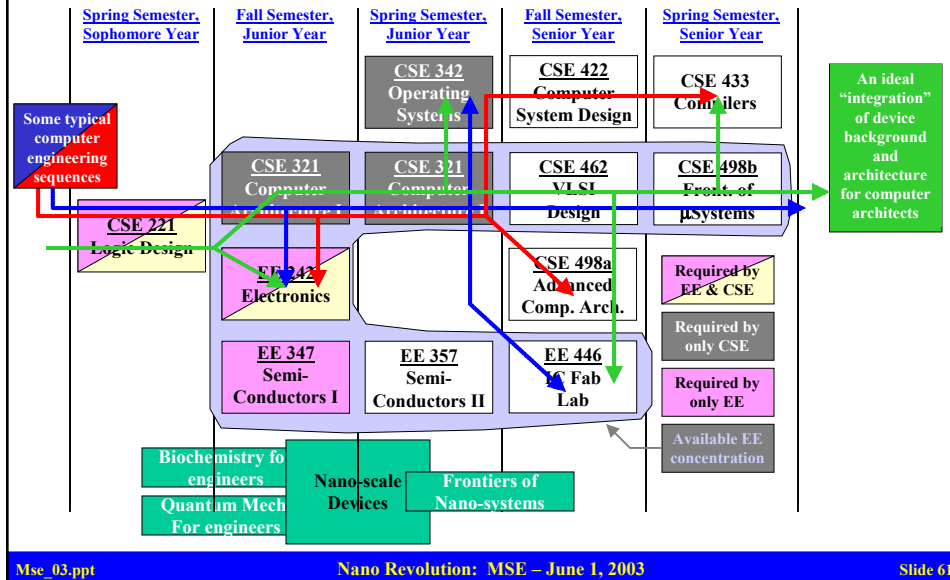 Spring Semester,
Sophomore Year
Fall Semester,
Junior Year
Spring Semester,
Junior Year
Fall Semester,
Senior Year
Spring Semester,
Senior Year
CSE 342
Operating
Systems
CSE 422
Computer
System Design
CSE 433
Compilers
An ideal
“integration”
of device
background
and
architecture
for computer
architects
Some typical
computer
engineering
sequences
CSE 321
Computer
Architecture I
CSE 321
Computer
Architecture
CSE 462
VLSI
Design
CSE 498b
Front. of
μSystems
CSE 221
Logic Design
EE 242
Electronics
CSE 498a
Advanced
Comp. Arch.
Required by
EE & CSE
Required by
only CSE
EE 347
Semi-
Conductors I
EE 357
Semi-
Conductors II
EE 446
IC Fab
Lab
Required by
only EE
Available EE
concentration
Biochemistry fo
engineers
Quantum Mech
For engineers
Nano-scale
Devices
Frontiers of
Nano-systems
Mse_03.ppt
Nano Revolution: MSE – June 1, 2003
Slide 61